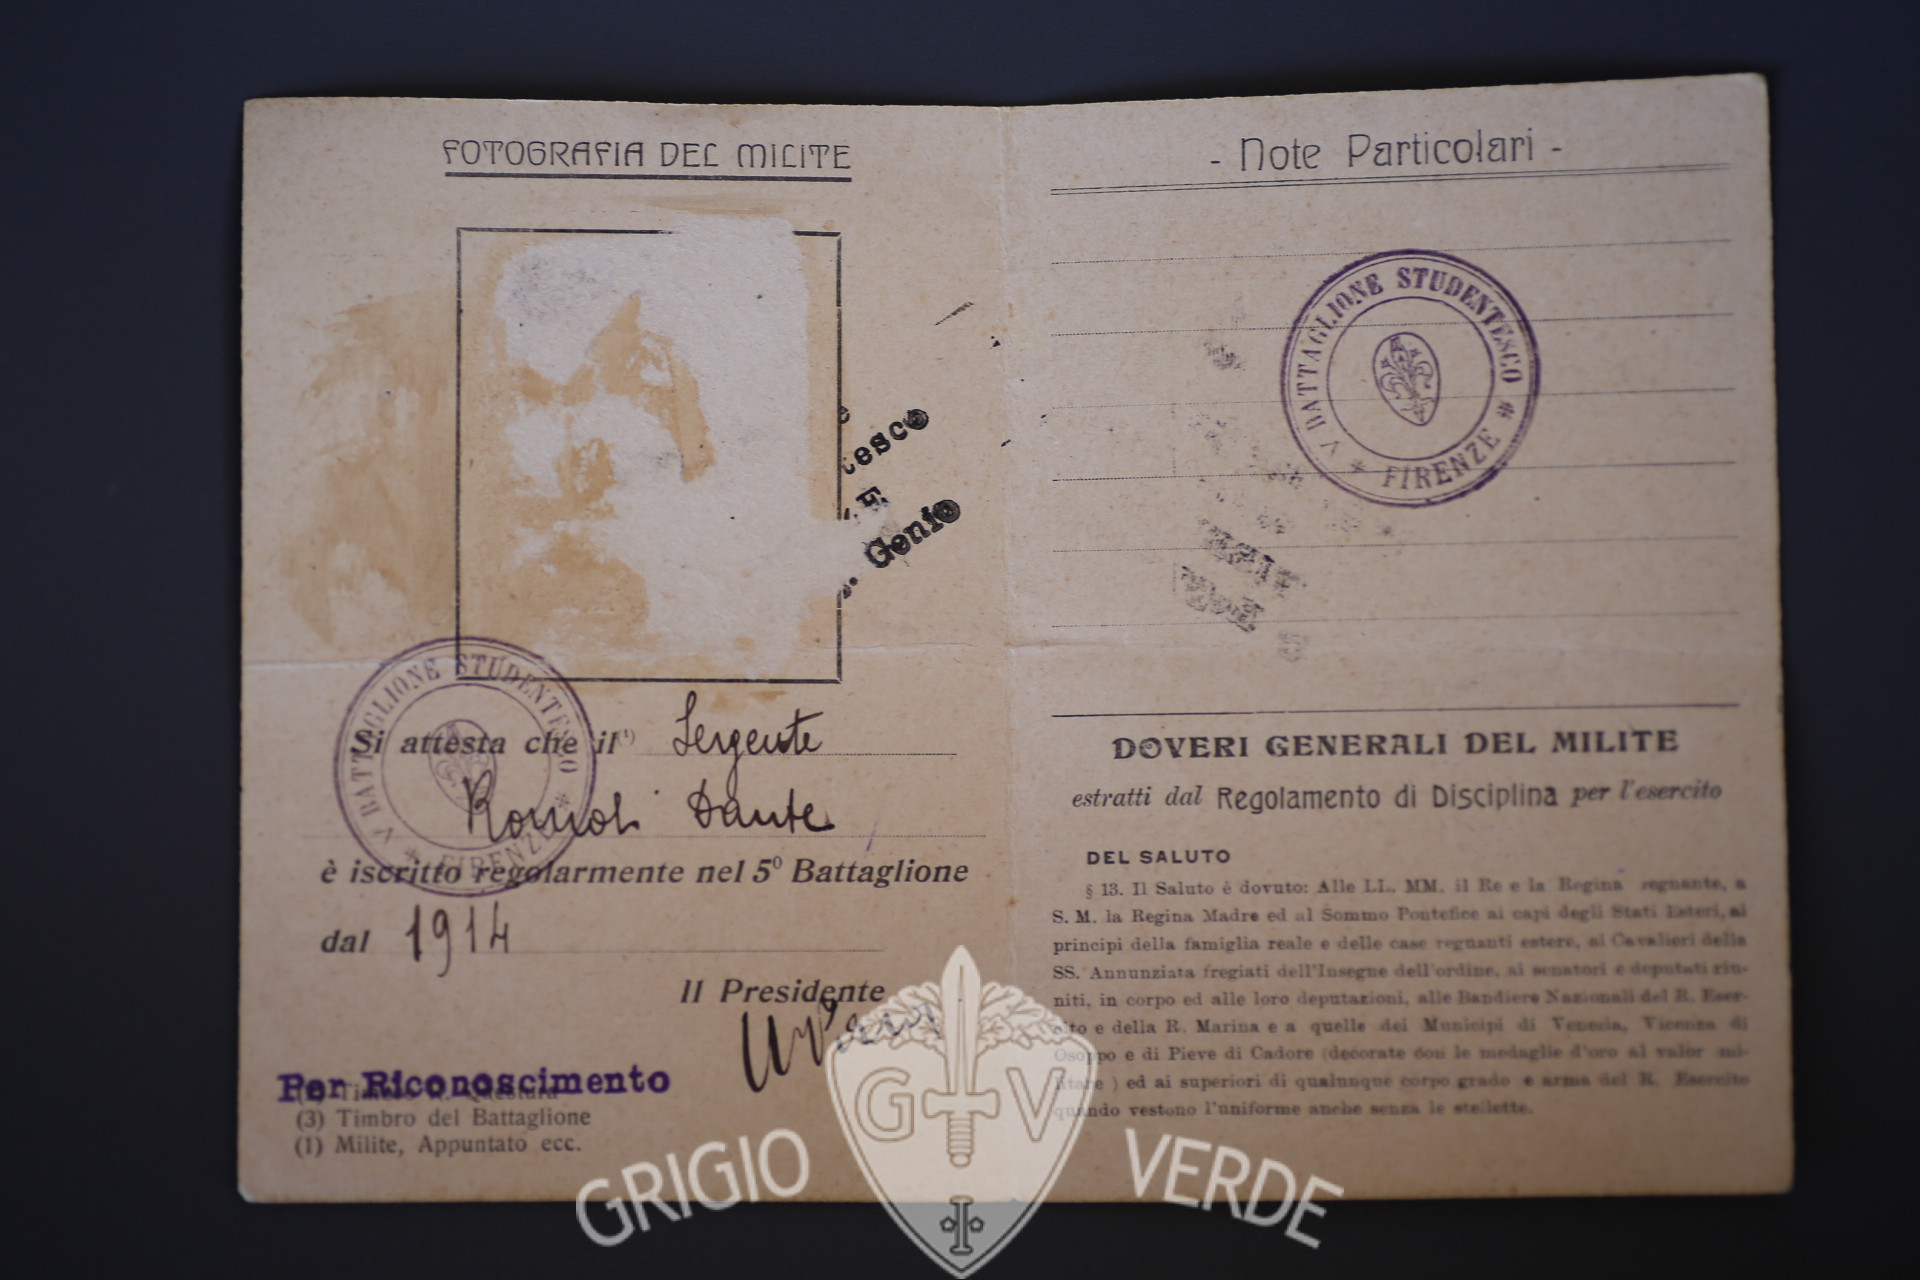 FOTOGRAFIA DEL MILITE
tesco
E
Genio
V BATTAGLIONE STUDENTESCO * FIRENZE *
Si attesta che il (1) Sergente
Romoli Dante
è iscritto regolarmente nel 5º Battaglione
dal 1914
Il Presidente
Per Riconoscimento
(3) Timbro del Battaglione
(1) Milite, Appuntato ecc.
- Note Particolari -
V BATTAGLIONE STUDENTESCO * FIRENZE *
DOVERI GENERALI DEL MILITE
estratti dal Regolamento di Disciplina per l'esercito
DEL SALUTO
§ 13. Il Saluto è dovuto: Alle LL. MM. il Re e la Regina regnante, a
S. M. la Regina Madre ed al Sommo Pontefice ai capi degli Stati Esteri, ai
principi della famiglia reale e delle case regnanti estere, ai Cavalieri della
SS. Annunziata fregiati dell'Insegne dell'ordine, ai senatori e deputati riu-
niti, in corpo ed alle loro deputazioni, alle Bandiere Nazionali del R. Eser-
cito e della R. Marina e a quelle dei Municipi di Venezia, Vicenza di
Osoppo e di Pieve di Cadore (decorate con le medaglie d'oro al valor mi-
litare ) ed ai superiori di qualunque corpo grado e arma del R. Esercito
quando vestono l'uniforme anche senza le stellette.
G V
GRIGIO VERDE